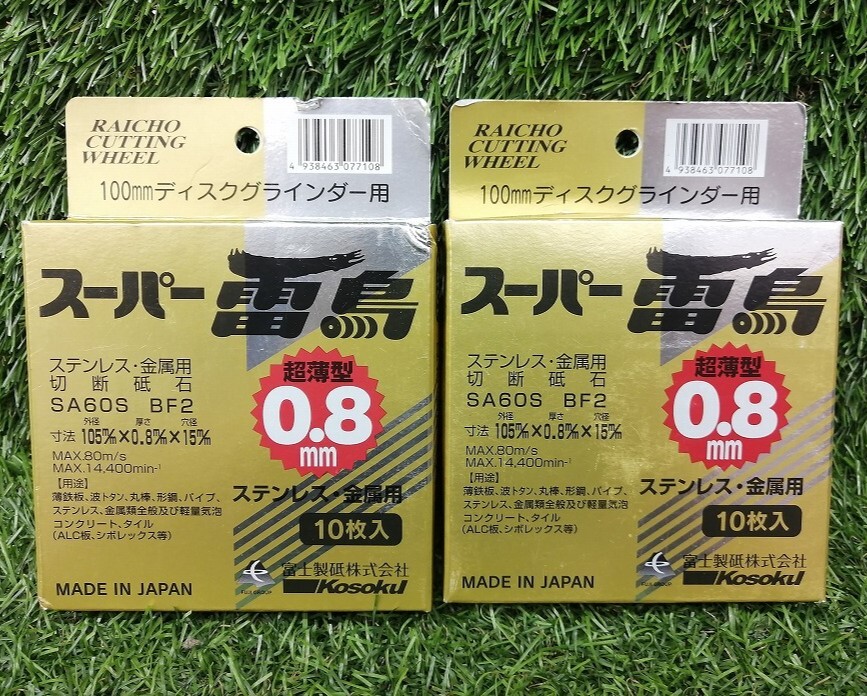 RAICHO
CUTTING
WHEEL
4 938463 077108
100mmディスクグラインダー用
スーパー雷鳥
ステンレス・金属用
切断砥石
SA60S BF2
外径 厚さ 穴径
寸法 105m/m×0.8m/m×15m/m
MAX.80m/s
MAX.14,400min-1
【用途】
薄鉄板、波トタン、丸棒、形鋼、パイプ、
ステンレス、金属類全般及び軽量気泡
コンクリート、タイル
(ALC板、シポレックス等)
超薄型
0.8
mm
ステンレス・金属用
10枚入
MADE IN JAPAN
FUJI GROUP
富士製砥株式会社
Kosoku
RAICHO
CUTTING
WHEEL
4 938463 077108
100mmディスクグラインダー用
スーパー雷鳥
ステンレス・金属用
切断砥石
SA60S BF2
外径 厚さ 穴径
寸法 105m/m×0.8m/m×15m/m
MAX.80m/s
MAX.14,400min-1
【用途】
薄鉄板、波トタン、丸棒、形鋼、パイプ、
ステンレス、金属類全般及び軽量気泡
コンクリート、タイル
(ALC板、シポレックス等)
超薄型
0.8
mm
ステンレス・金属用
10枚入
MADE IN JAPAN
FUJI GROUP
富士製砥株式会社
Kosoku